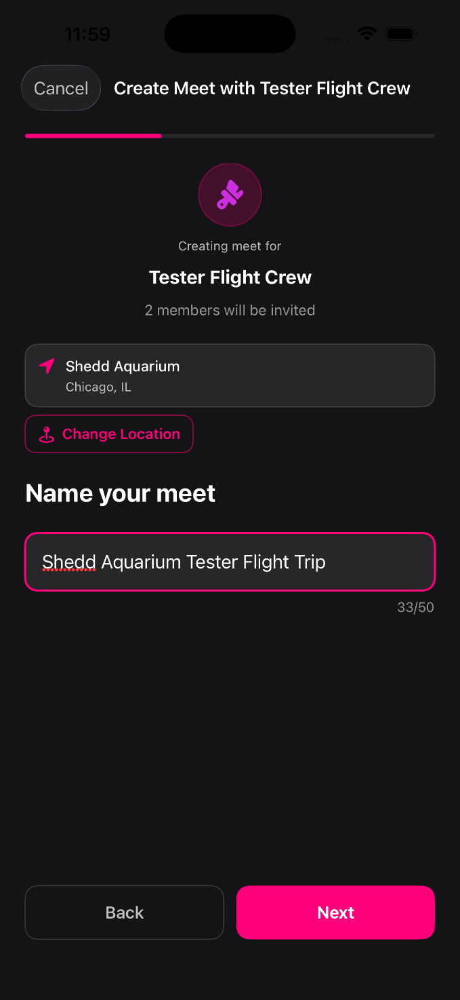 11:59
Cancel
Create Meet with Tester Flight Crew
Creating meet for
Tester Flight Crew
2 members will be invited
Shedd Aquarium
Chicago, IL
Change Location
Name your meet
Shedd Aquarium Tester Flight Trip
33/50
Back
Next